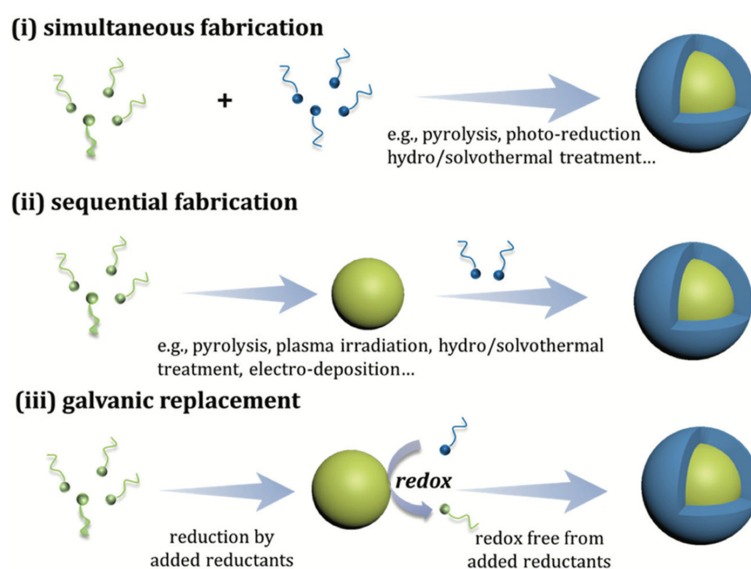 (i) simultaneous fabrication
+
e.g., pyrolysis, photo-reduction
hydro/solvothermal treatment...
(ii) sequential fabrication
e.g., pyrolysis, plasma irradiation, hydro/solvothermal
treatment, electro-deposition...
(iii) galvanic replacement
redox
reduction by
added reductants
redox free from
added reductants